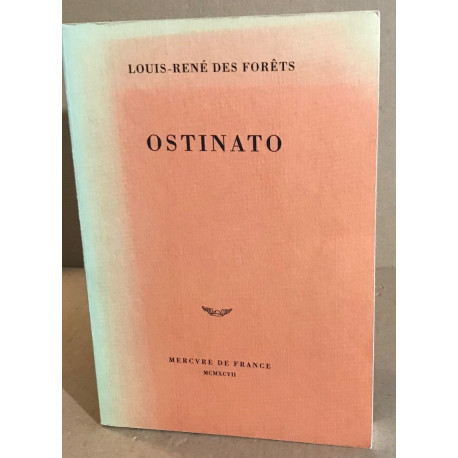 LOUIS-RENÉ DES FORÊTS
OSTINATO
MERCVRE DE FRANCE
MCMXCVII